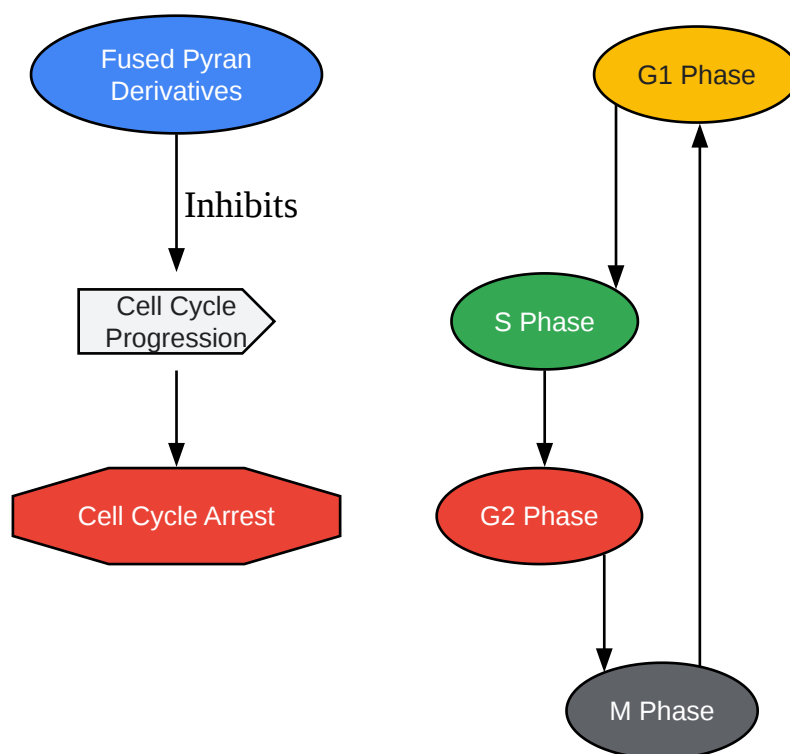 Fused Pyran
Derivatives
Inhibits
Cell Cycle
Progression
Cell Cycle Arrest
G1 Phase
S Phase
G2 Phase
M Phase